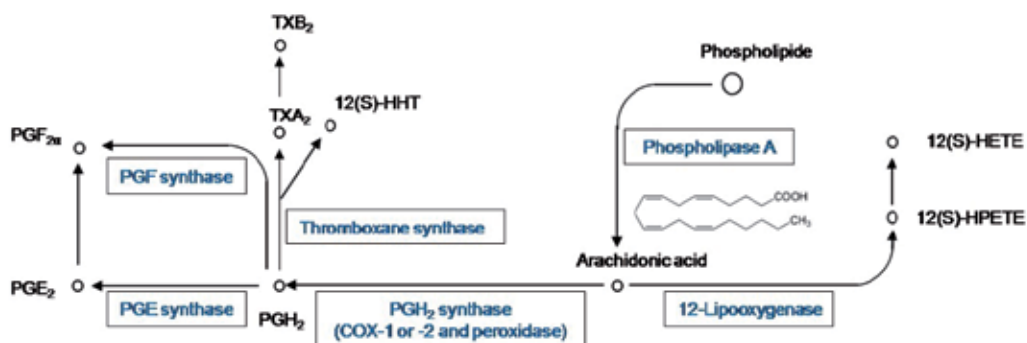 TXB2
Phospholipide
12(S)-HHT
TXA2
PGF2α
12(S)-HETE
Phospholipase A
PGF synthase
COOH
CH3
12(S)-HPETE
Thromboxane synthase
Arachidonic acid
PGE2
PGE synthase
PGH2
PGH2 synthase
(COX-1 or -2 and peroxidase)
12-Lipooxygenase